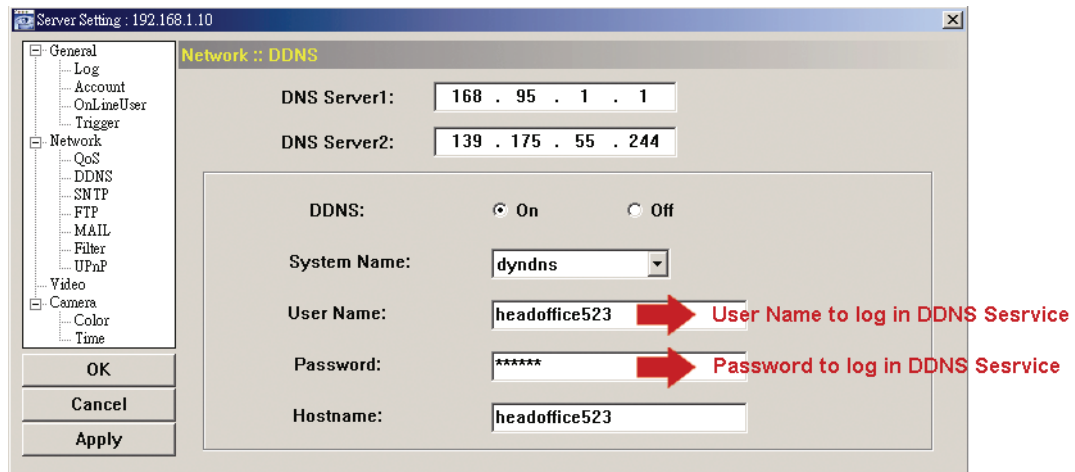 Server Setting : 192.168.1.10
General
Log
Account
OnLineUser
Trigger
Network
QoS
DDNS
SNTP
FTP
MAIL
Filter
UPnP
Video
Camera
Color
Time
OK
Cancel
Apply
Network :: DDNS
DNS Server1: 168 . 95 . 1 . 1
DNS Server2: 139 . 175 . 55 . 244
DDNS: On Off
System Name: dyndns
User Name: headoffice523 User Name to log in DDNS Sesrvice
Password: ****** Password to log in DDNS Sesrvice
Hostname: headoffice523